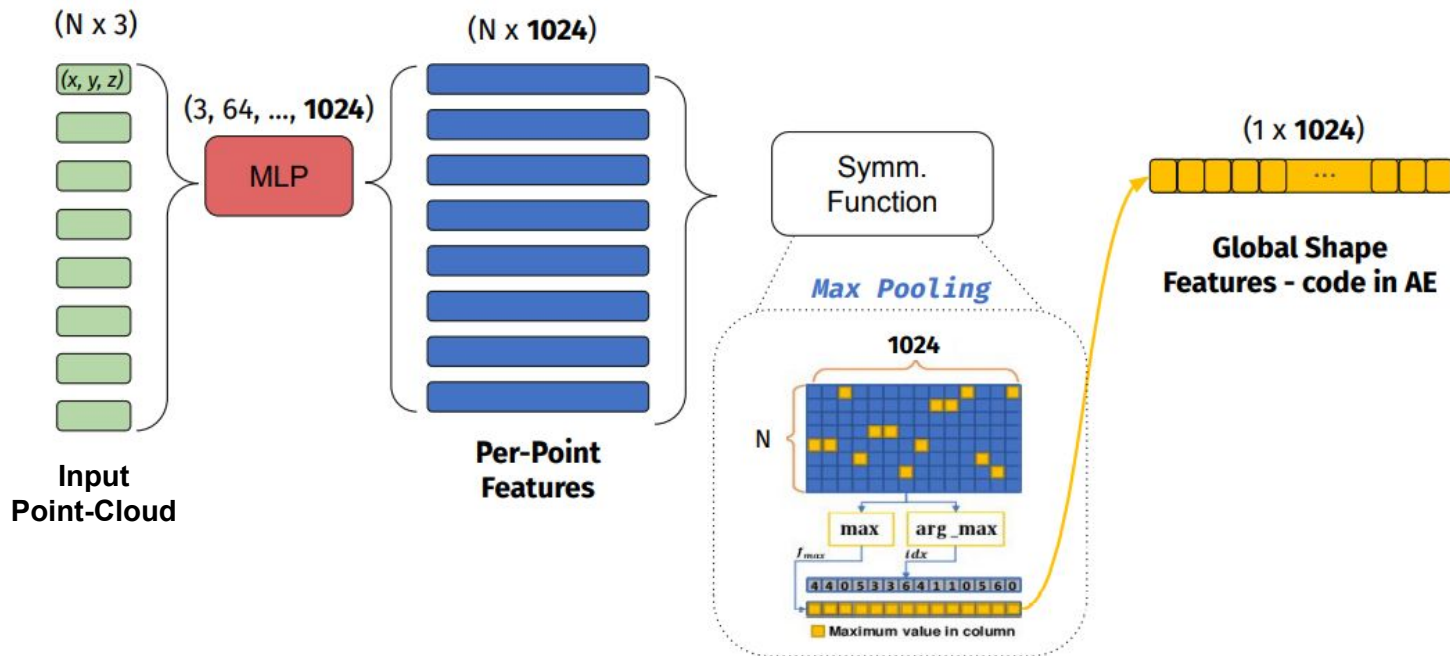 (N x 3)
(x, y, z)
Input
Point-Cloud
(3, 64, ..., 1024)
MLP
(N x 1024)
Per-Point
Features
Symm.
Function
Max Pooling
1024
N
max
arg_max
f_max
idx
4 4 0 5 3 3 6 4 1 1 0 5 6 0
Maximum value in column
(1 x 1024)
...
Global Shape
Features - code in AE